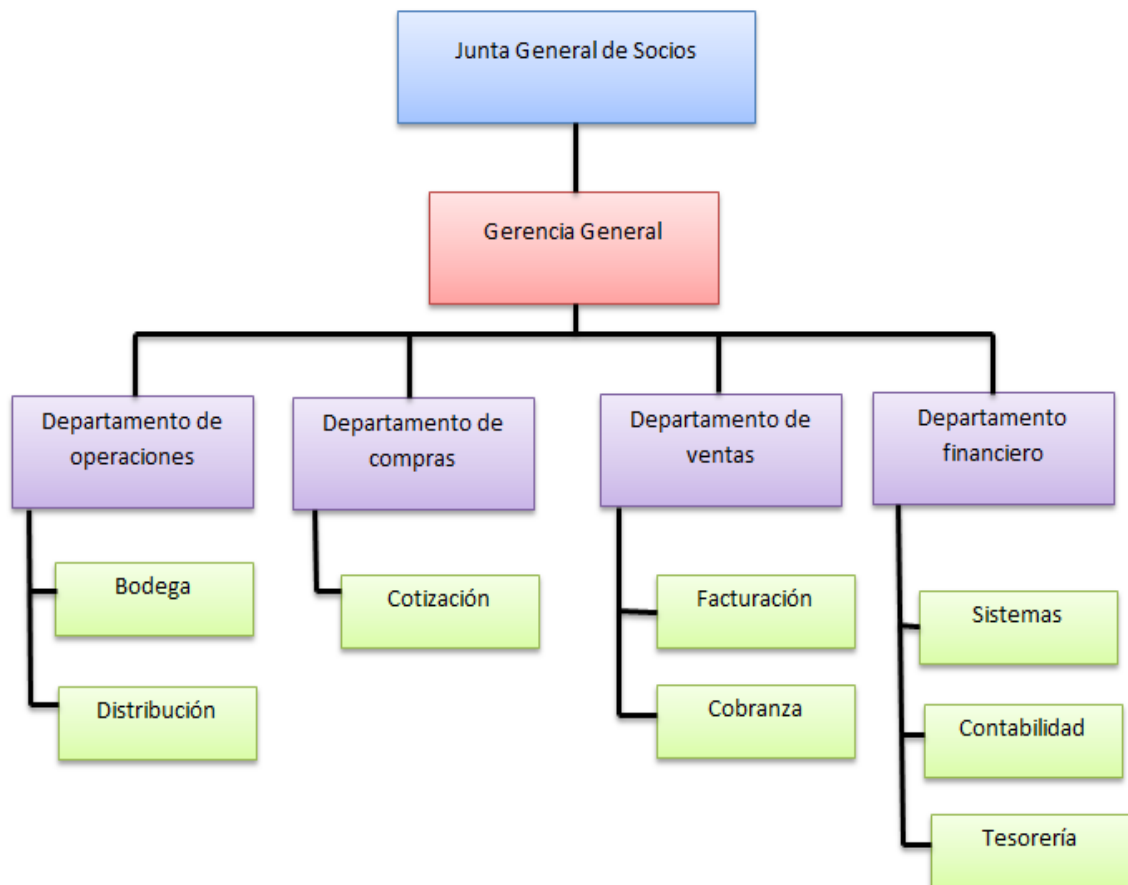 Junta General de Socios
Gerencia General
Departamento de
operaciones
Departamento de
compras
Departamento de
ventas
Departamento
financiero
Bodega
Distribución
Cotización
Facturación
Cobranza
Sistemas
Contabilidad
Tesorería